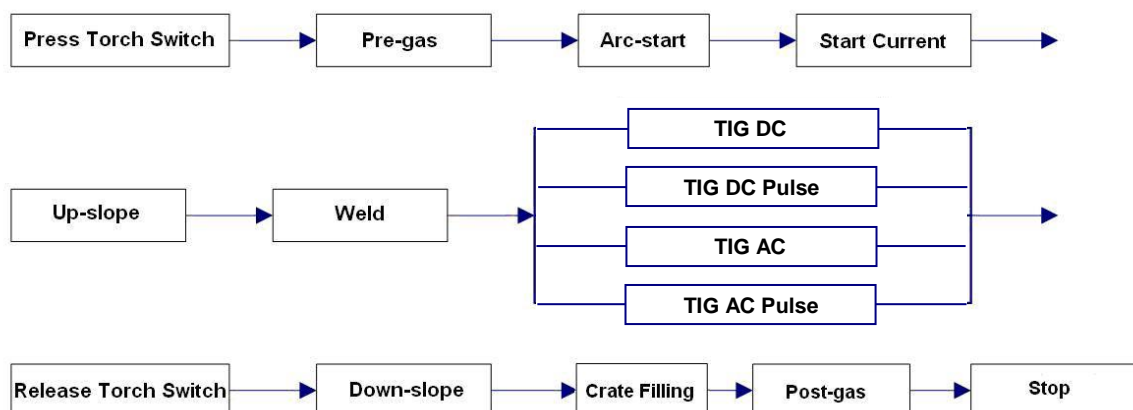 Press Torch Switch
Pre-gas
Arc-start
Start Current
Up-slope
Weld
TIG DC
TIG DC Pulse
TIG AC
TIG AC Pulse
Release Torch Switch
Down-slope
Crate Filling
Post-gas
Stop